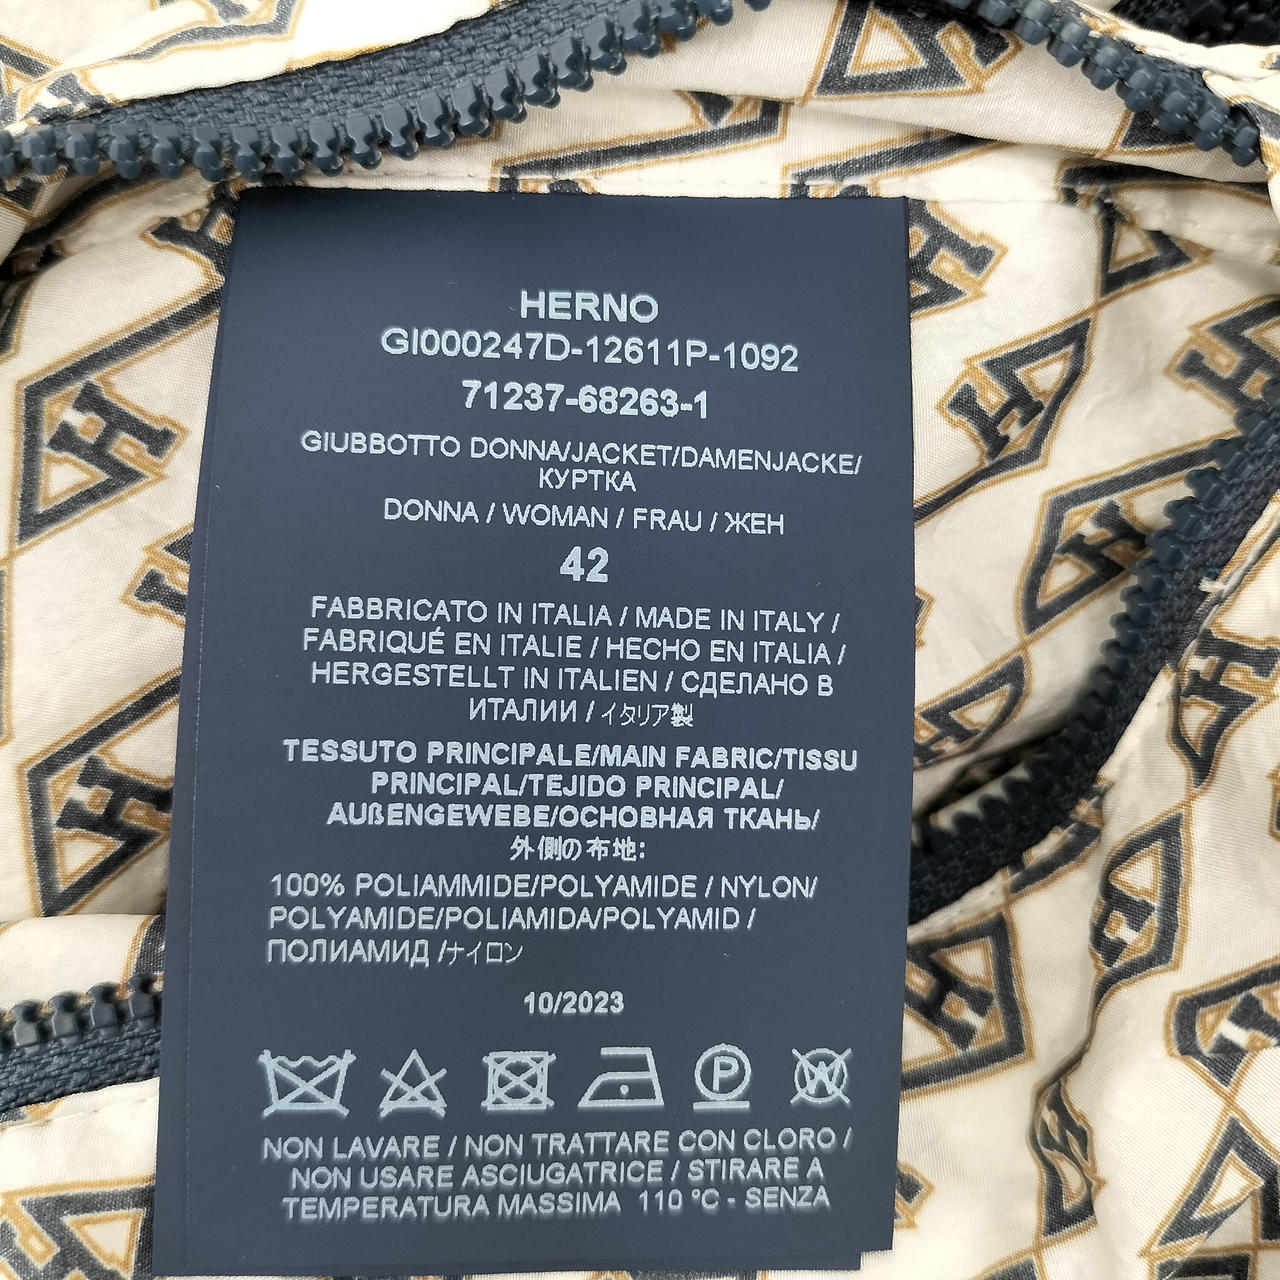 HERNO
GI000247D-12611P-1092
71237-68263-1
GIUBBOTTO DONNA/JACKET/DAMENJACKE/
КУРТКА
DONNA / WOMAN / FRAU / ЖЕН
42
FABBRICATO IN ITALIA / MADE IN ITALY /
FABRIQUÉ EN ITALIE / HECHO EN ITALIA /
HERGESTELLT IN ITALIEN / СДЕЛАНО В
ИТАЛИИ / イタリア製
TESSUTO PRINCIPALE/MAIN FABRIC/TISSU
PRINCIPAL/TEJIDO PRINCIPAL/
AUßENGEWEBE/ОСНОВНАЯ ТКАНЬ/
外側の布地:
100% POLIAMMIDE/POLYAMIDE / NYLON/
POLYAMIDE/POLIAMIDA/POLYAMID /
ПОЛИАМИД /ナイロン
10/2023
P W
NON LAVARE / NON TRATTARE CON CLORO /
NON USARE ASCIUGATRICE / STIRARE A
TEMPERATURA MASSIMA 110 °C - SENZA